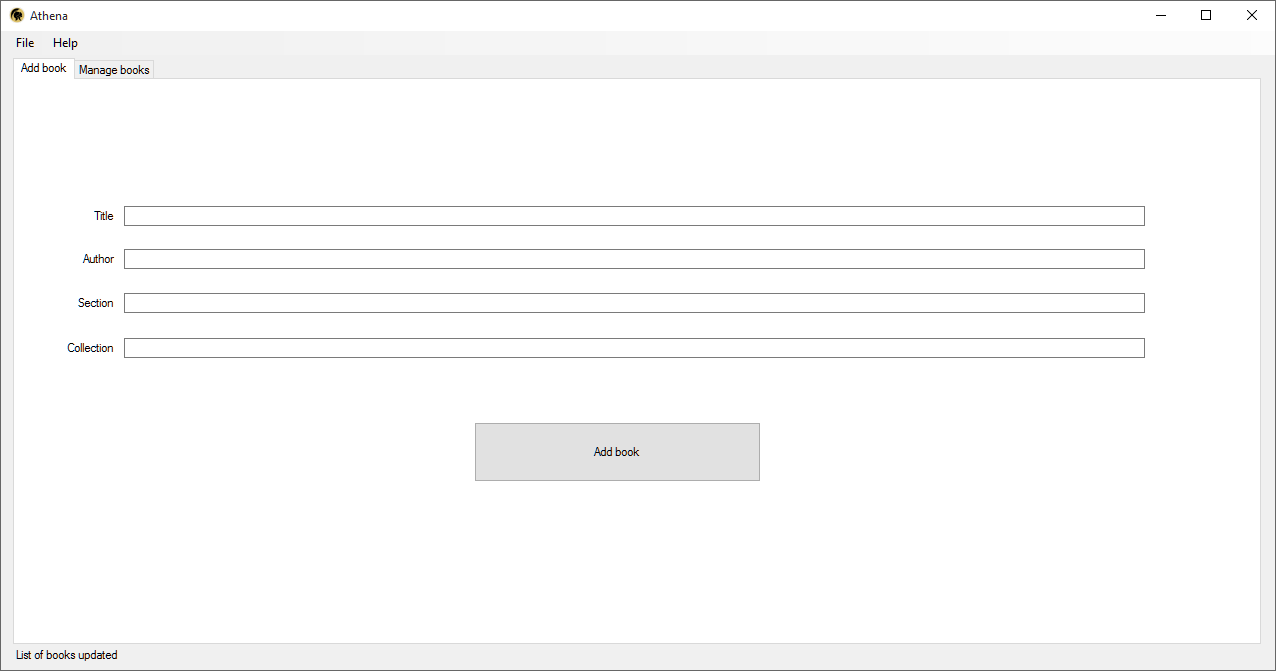 Athena
File Help
Add book Manage books
Title
Author
Section
Collection
Add book
List of books updated